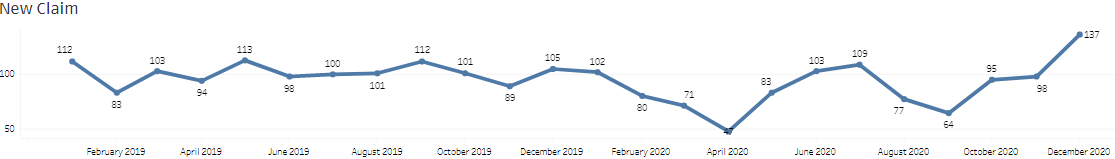 New Claim
112 83 103 94 113 98 100 101 112 101 89 105 102 80 71 47 83 103 109 77 64 95 98 137
100
50
February 2019 April 2019 June 2019 August 2019 October 2019 December 2019 February 2020 April 2020 June 2020 August 2020 October 2020 December 2020